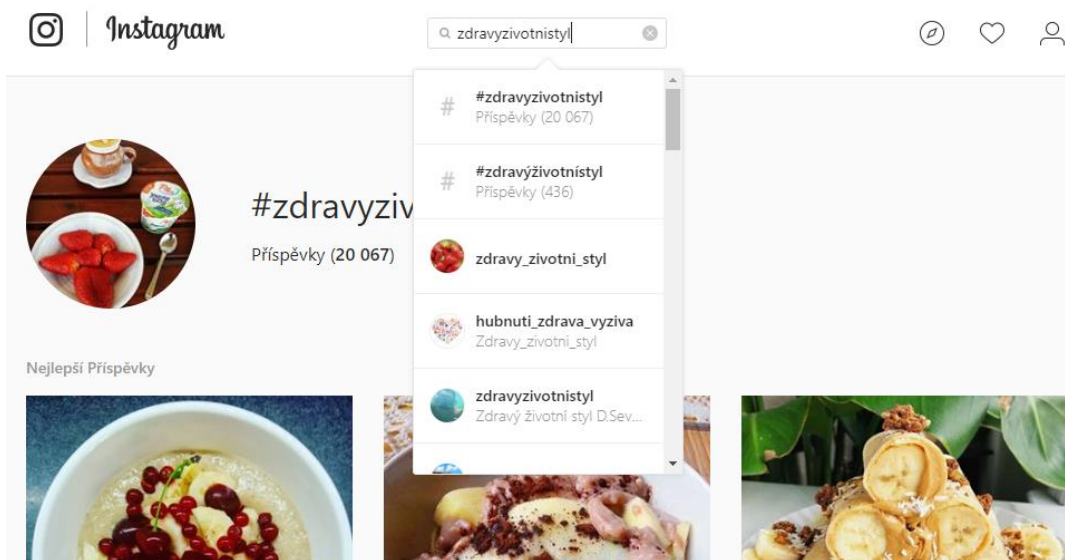 Instagram
zdravyzivotnistyl
#zdravyzivotnistyl
Příspěvky (20 067)
#zdravýživotnístyl
Příspěvky (436)
#zdravyziv
Příspěvky (20 067)
zdravy_zivotni_styl
hubnuti_zdrava_vyziva
Zdravy_zivotni_styl
zdravyzivotnistyl
Zdravý životní styl D.Sev...
Nejlepší Příspěvky